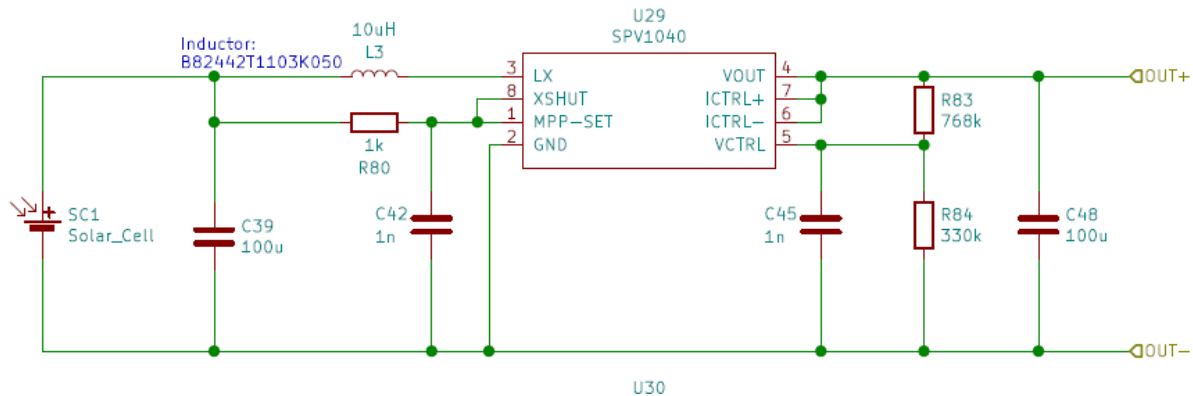 U29
SPV1040
10uH
L3
Inductor:
B82442T1103K050
3 LX
8 XSHUT
1 MPP-SET
2 GND
VOUT 4
ICTRL+ 7
ICTRL- 6
VCTRL 5
OUT+
R83
768k
1k
R80
SC1
Solar_Cell
C39
100u
C42
1n
C45
1n
R84
330k
C48
100u
OUT-
U30